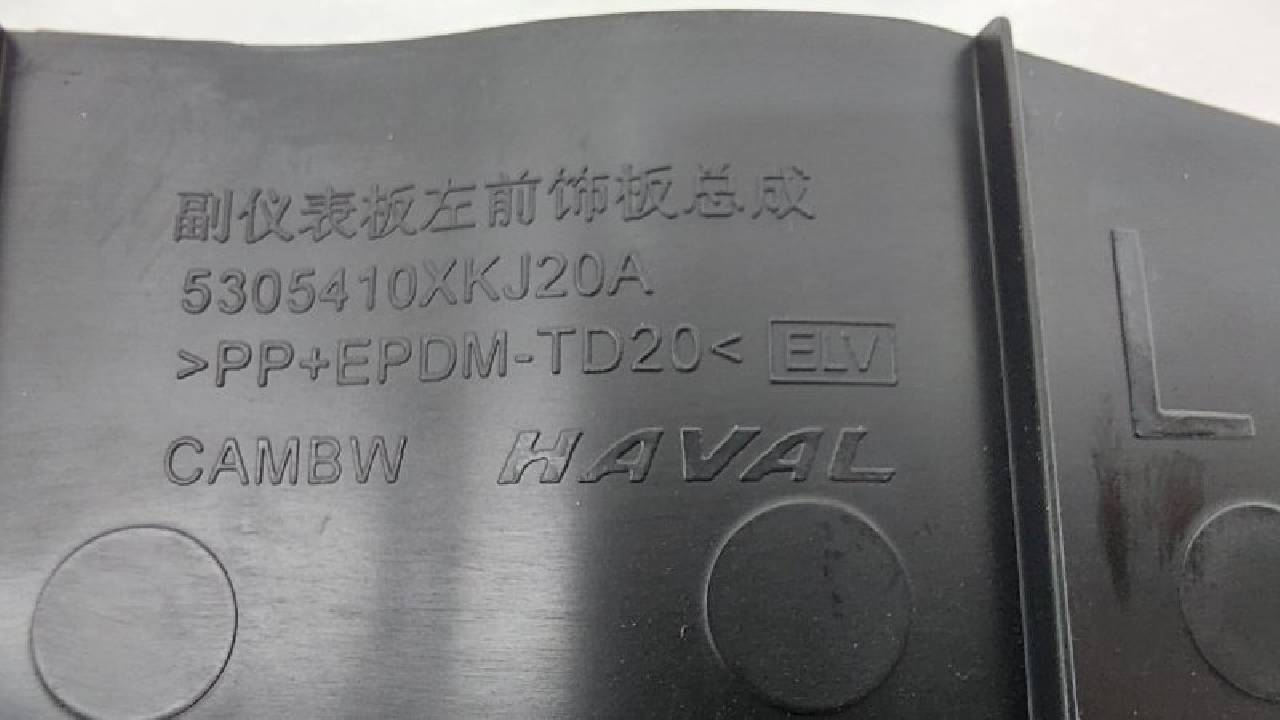 副仪表板左前饰板总成
5305410XKJ20A
>PP+EPDM-TD20< ELV
CAMBW HAVAL
L